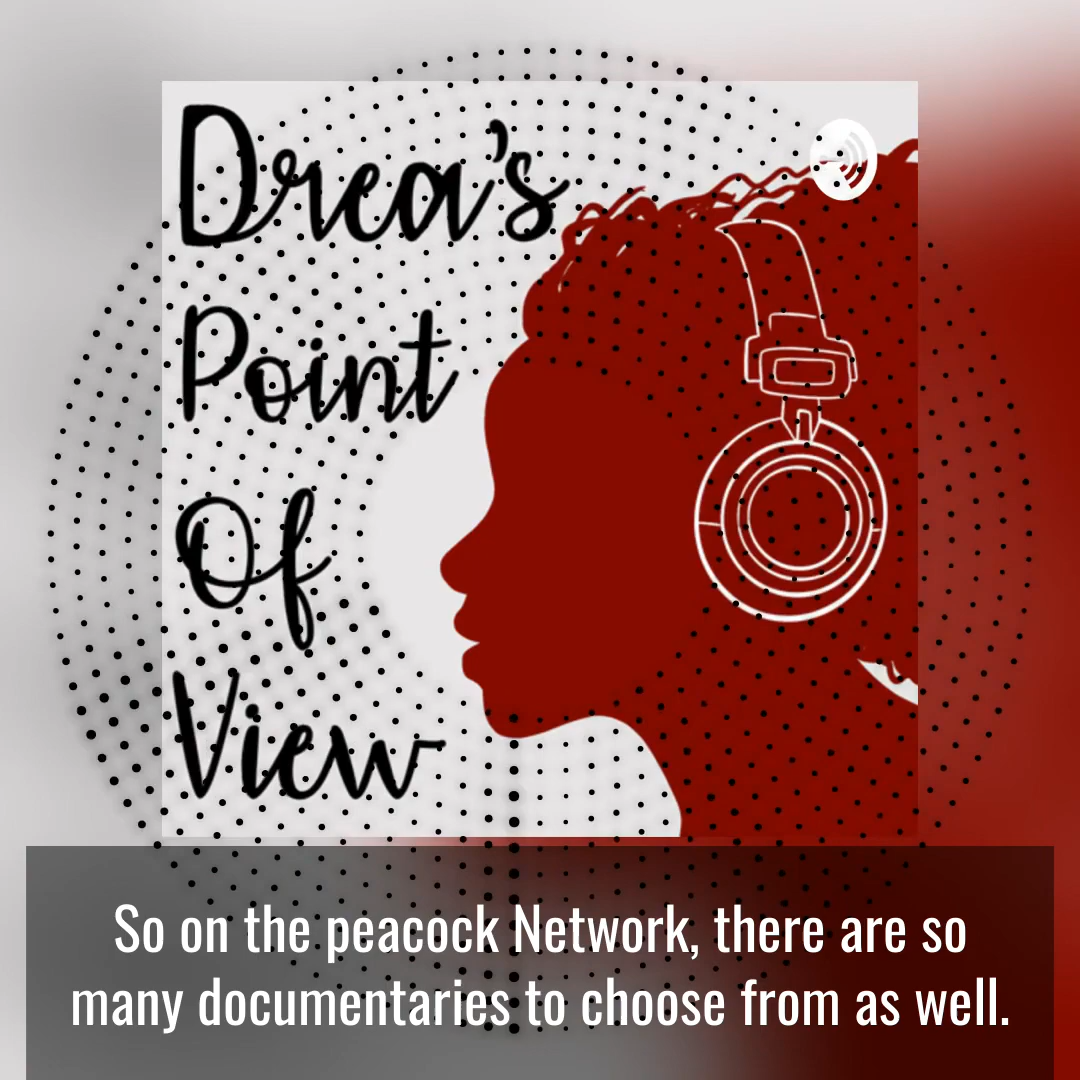 Drea's
Point
Of
View
So on the peacock Network, there are so
many documentaries to choose from as well.